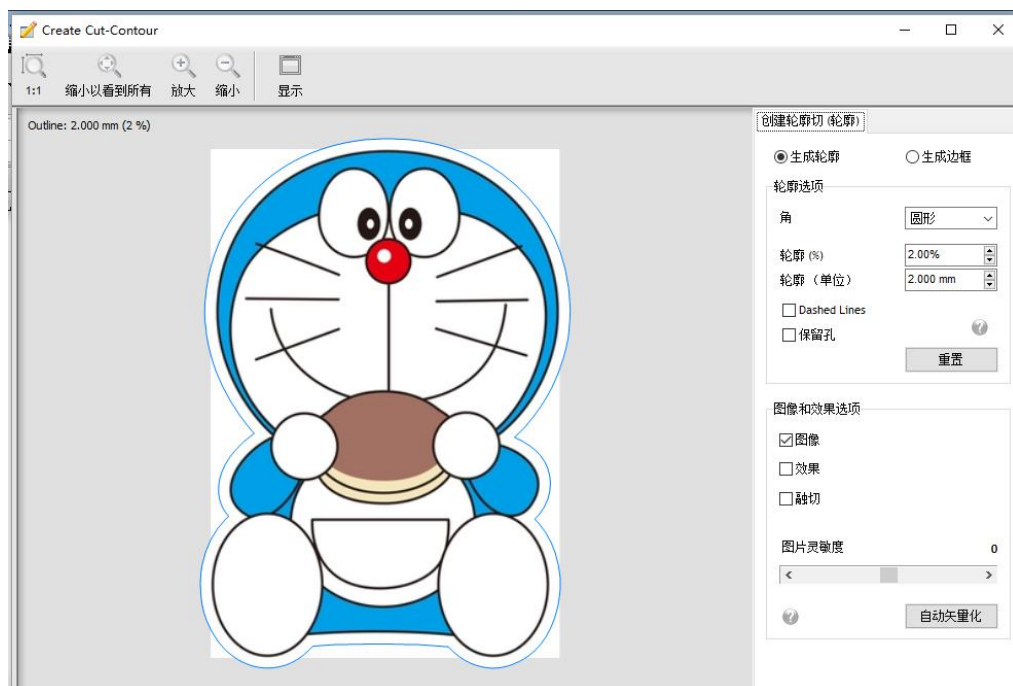 Create Cut-Contour
1:1
缩小以看到所有
放大
缩小
显示
Outline: 2.000 mm (2 %)
创建轮廓切 (轮廓)
生成轮廓
生成边框
轮廓选项
角
圆形
轮廓 (%)
2.00%
轮廓（单位）
2.000 mm
Dashed Lines
保留孔
重置
图像和效果选项
图像
效果
融切
图片灵敏度
0
自动矢量化